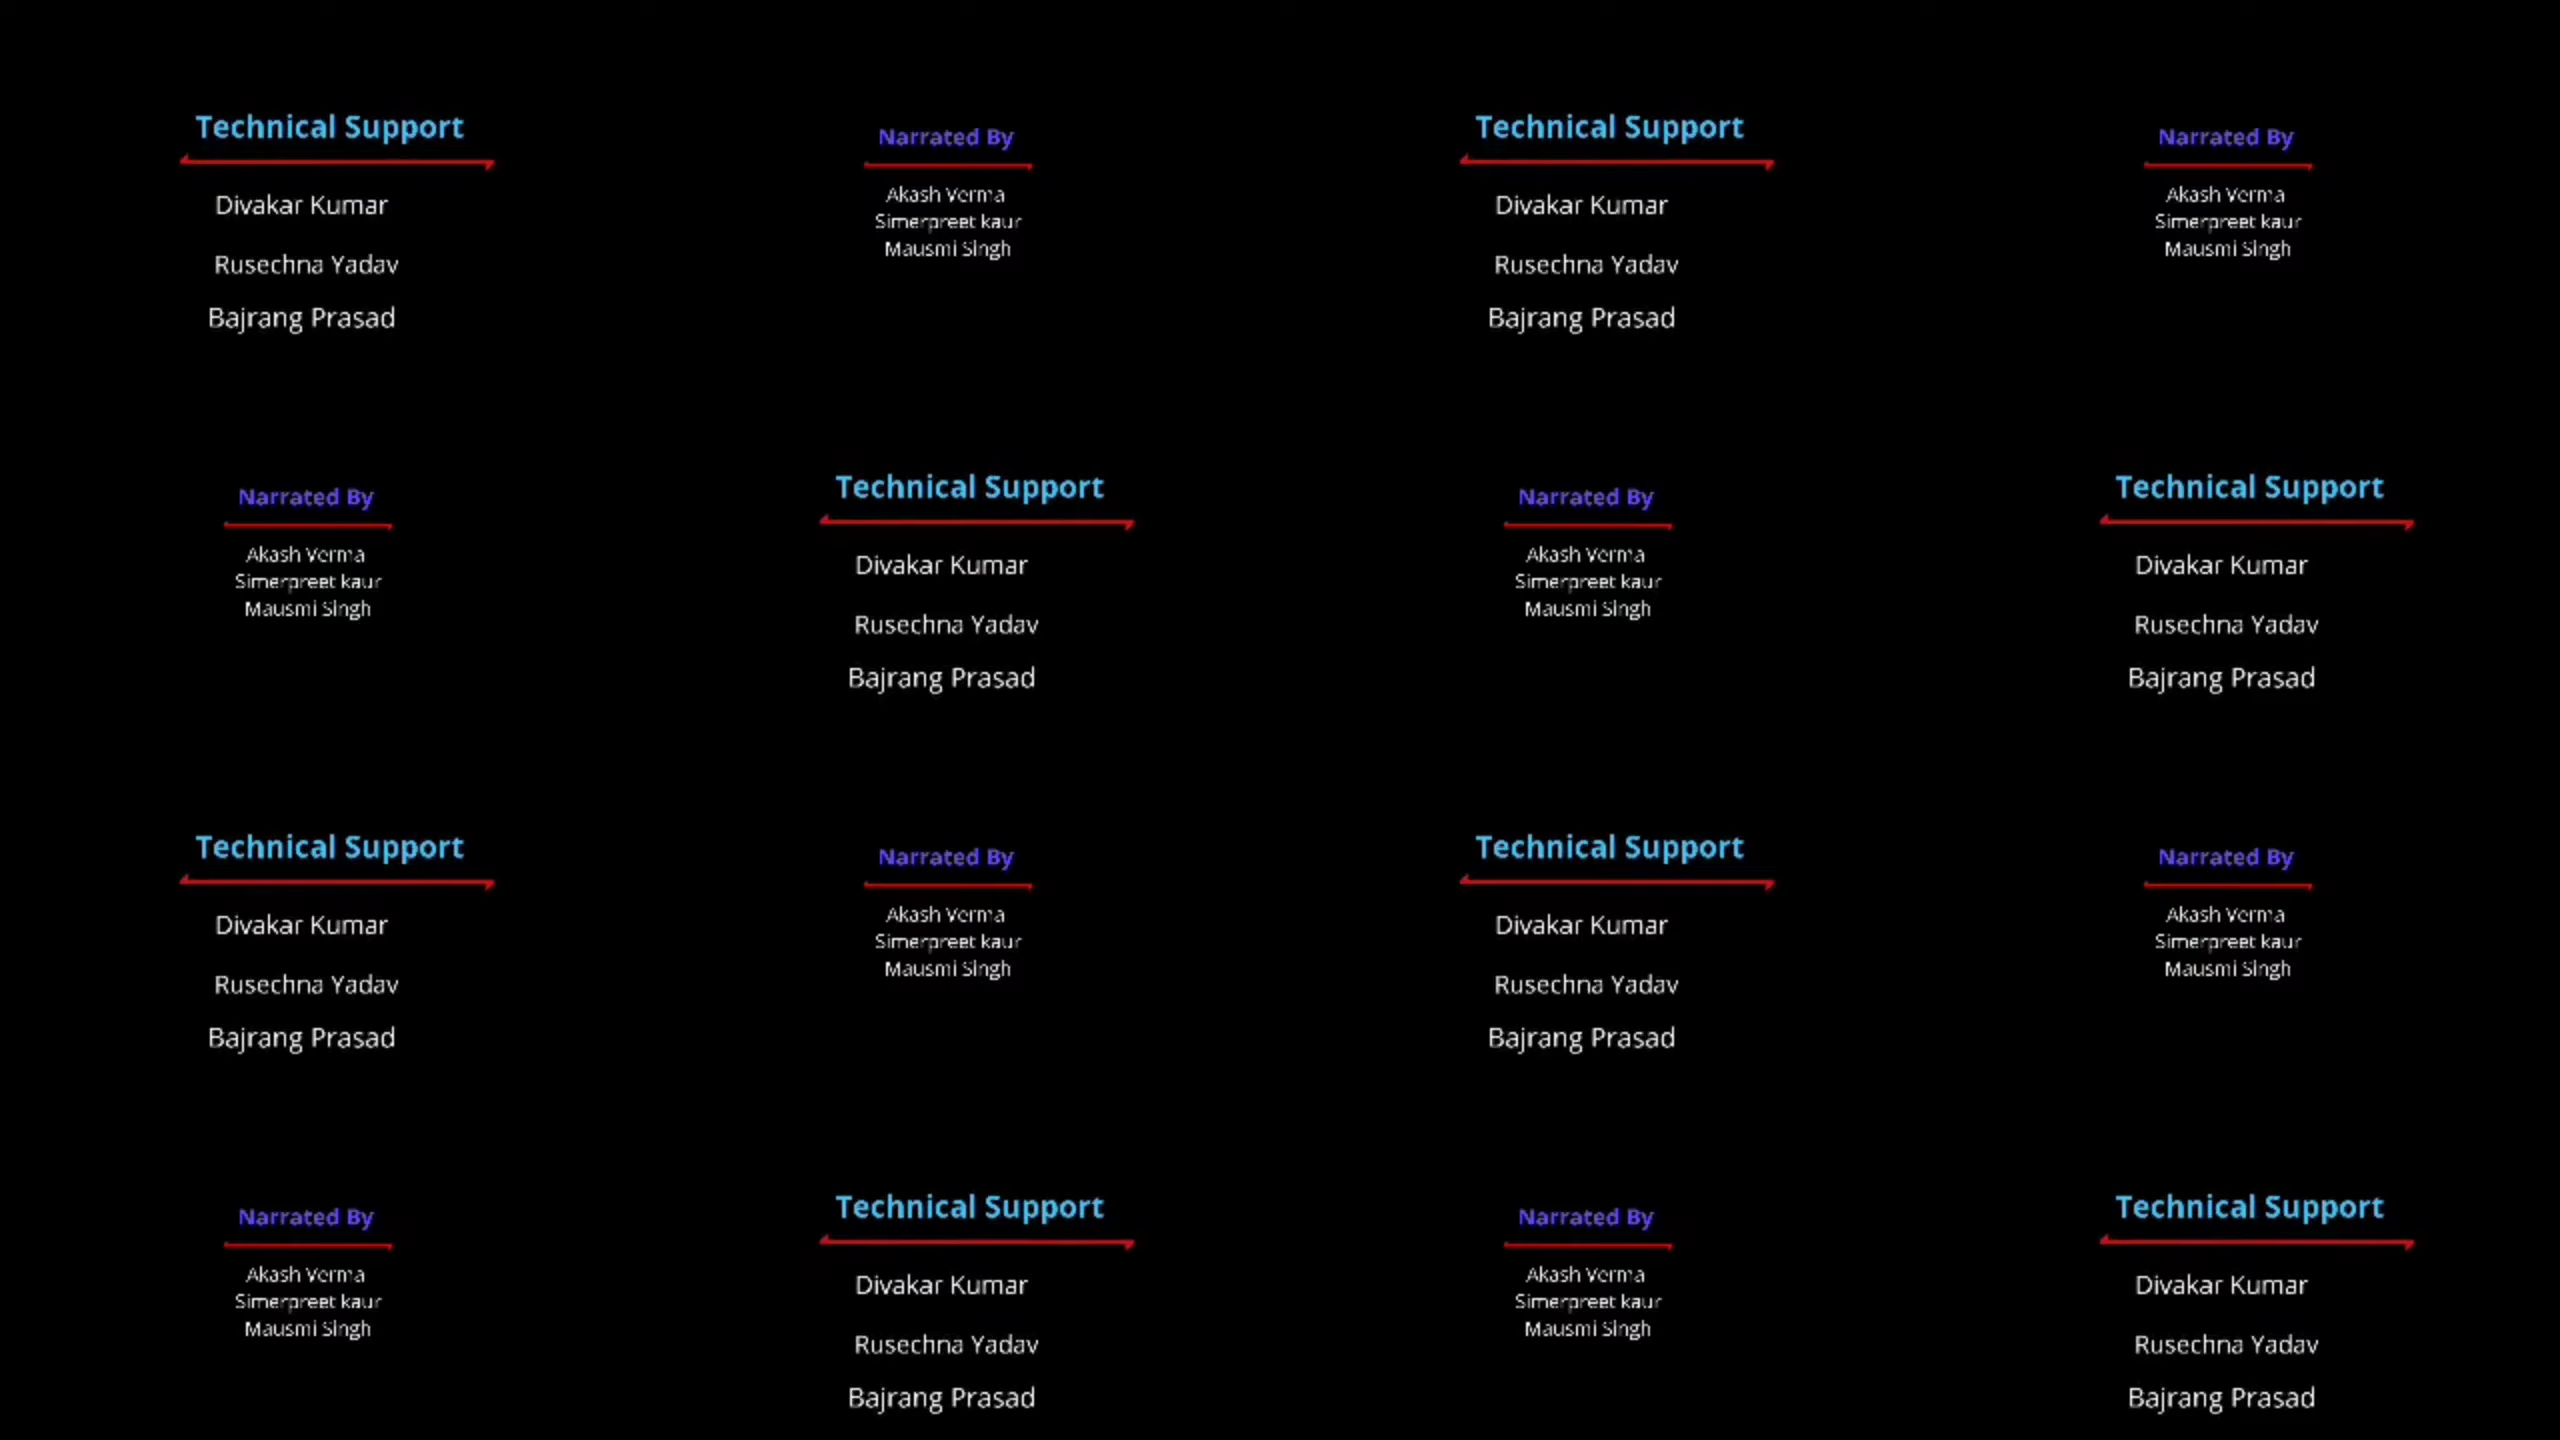 Technical Support
Divakar Kumar
Rusechna Yadav
Bajrang Prasad
Narrated By
Akash Verma
Simerpreet kaur
Mausmi Singh
Technical Support
Divakar Kumar
Rusechna Yadav
Bajrang Prasad
Narrated By
Akash Verma
Simerpreet kaur
Mausmi Singh
Narrated By
Akash Verma
Simerpreet kaur
Mausmi Singh
Technical Support
Divakar Kumar
Rusechna Yadav
Bajrang Prasad
Narrated By
Akash Verma
Simerpreet kaur
Mausmi Singh
Technical Support
Divakar Kumar
Rusechna Yadav
Bajrang Prasad
Technical Support
Divakar Kumar
Rusechna Yadav
Bajrang Prasad
Narrated By
Akash Verma
Simerpreet kaur
Mausmi Singh
Technical Support
Divakar Kumar
Rusechna Yadav
Bajrang Prasad
Narrated By
Akash Verma
Simerpreet kaur
Mausmi Singh
Narrated By
Akash Verma
Simerpreet kaur
Mausmi Singh
Technical Support
Divakar Kumar
Rusechna Yadav
Bajrang Prasad
Narrated By
Akash Verma
Simerpreet kaur
Mausmi Singh
Technical Support
Divakar Kumar
Rusechna Yadav
Bajrang Prasad